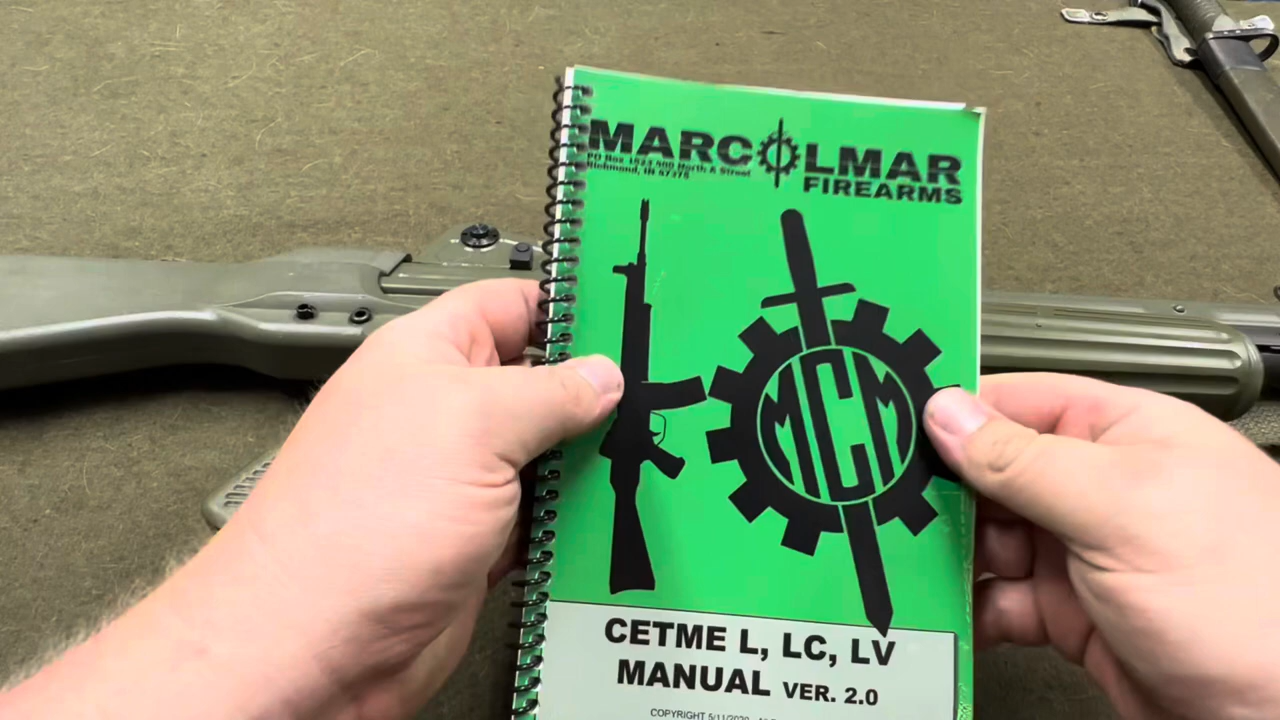 MARCOLMAR
FIREARMS
PO Box 1523 500 North A Street
Richmond, IN 47375
MCM
CETME L, LC, LV
MANUAL VER. 2.0
COPYRIGHT 5/11/2020